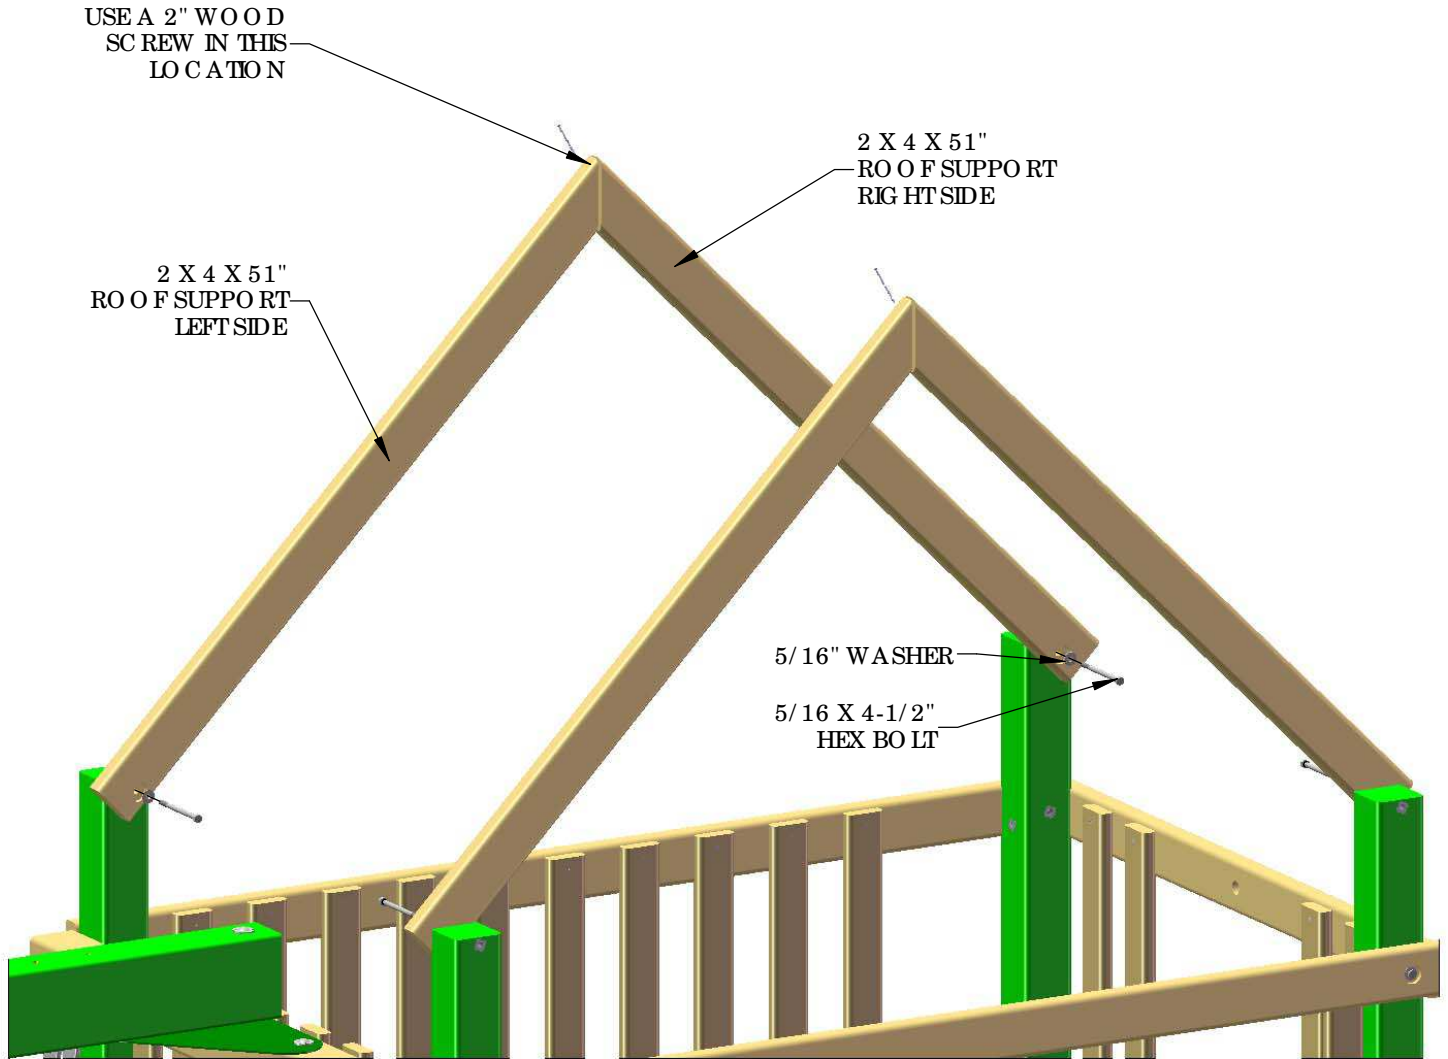 USE A 2" WOOD
SCREW IN THIS
LOCATION
2 X 4 X 51"
ROOF SUPPORT
RIGHT SIDE
2 X 4 X 51"
ROOF SUPPORT
LEFT SIDE
5/16" WASHER
5/16 X 4-1/2"
HEX BOLT